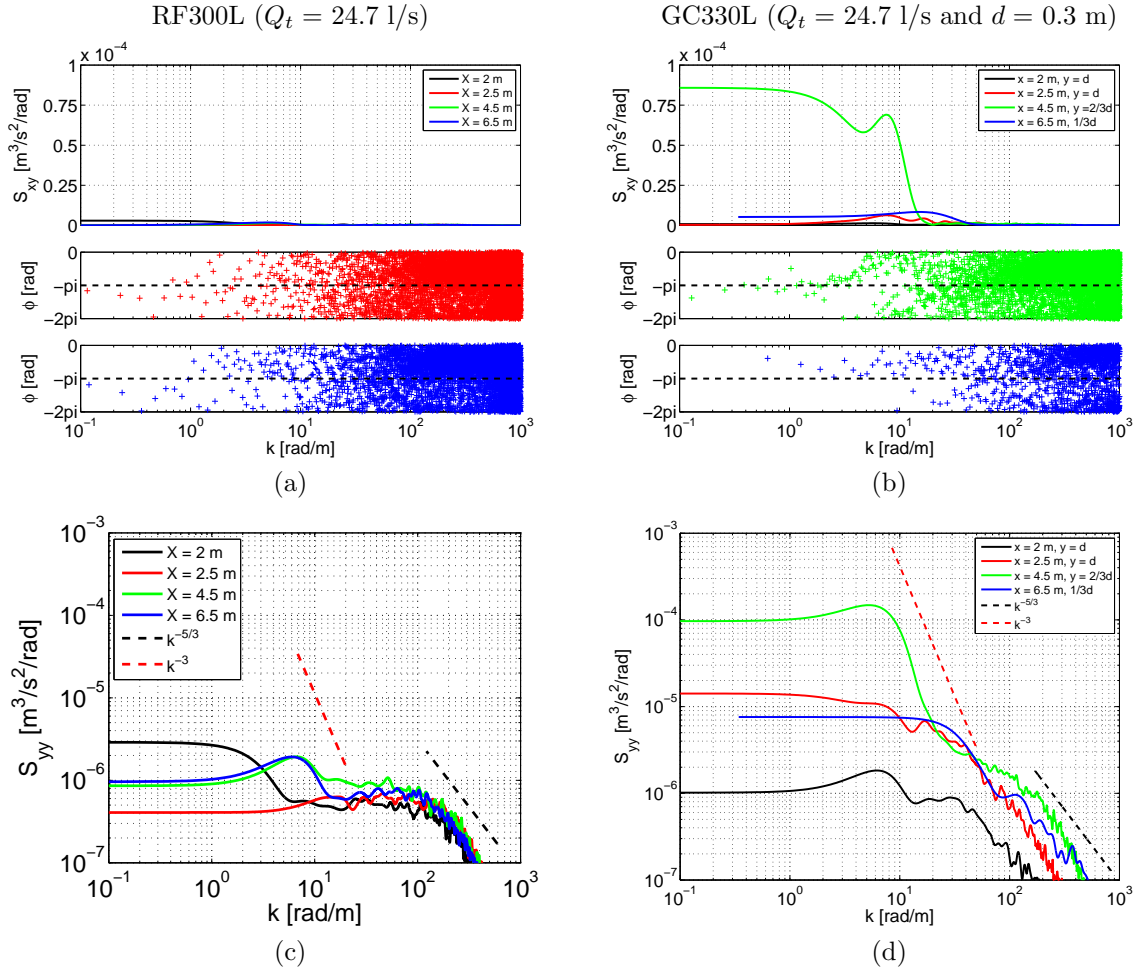 RF300L (Q_t = 24.7 l/s)
GC330L (Q_t = 24.7 l/s and d = 0.3 m)
x 10^-4
1
0.75
0.5
0.25
0
S_xy [m^3/s^2/rad]
X = 2 m
X = 2.5 m
X = 4.5 m
X = 6.5 m
0
−pi
−2pi
ϕ [rad]
0
−pi
−2pi
ϕ [rad]
10^-1
10^0
10^1
10^2
10^3
k [rad/m]
(a)
x 10^-4
1
0.75
0.5
0.25
0
S_xy [m^3/s^2/rad]
x = 2 m, y = d
x = 2.5 m, y = d
x = 4.5 m, y =2/3d
x = 6.5 m, 1/3d
0
−pi
−2pi
ϕ [rad]
0
−pi
−2pi
ϕ [rad]
10^-1
10^0
10^1
10^2
10^3
k [rad/m]
(b)
10^-3
10^-4
10^-5
10^-6
10^-7
S_yy [m^3/s^2/rad]
X = 2 m
X = 2.5 m
X = 4.5 m
X = 6.5 m
k^-5/3
k^-3
10^-1
10^0
10^1
10^2
10^3
k [rad/m]
(c)
10^-3
10^-4
10^-5
10^-6
10^-7
S_yy [m^3/s^2/rad]
x = 2 m, y = d
x = 2.5 m, y = d
x = 4.5 m, y = 2/3d
x = 6.5 m, 1/3d
k^-5/3
k^-3
10^-1
10^0
10^1
10^2
10^3
k [rad/m]
(d)